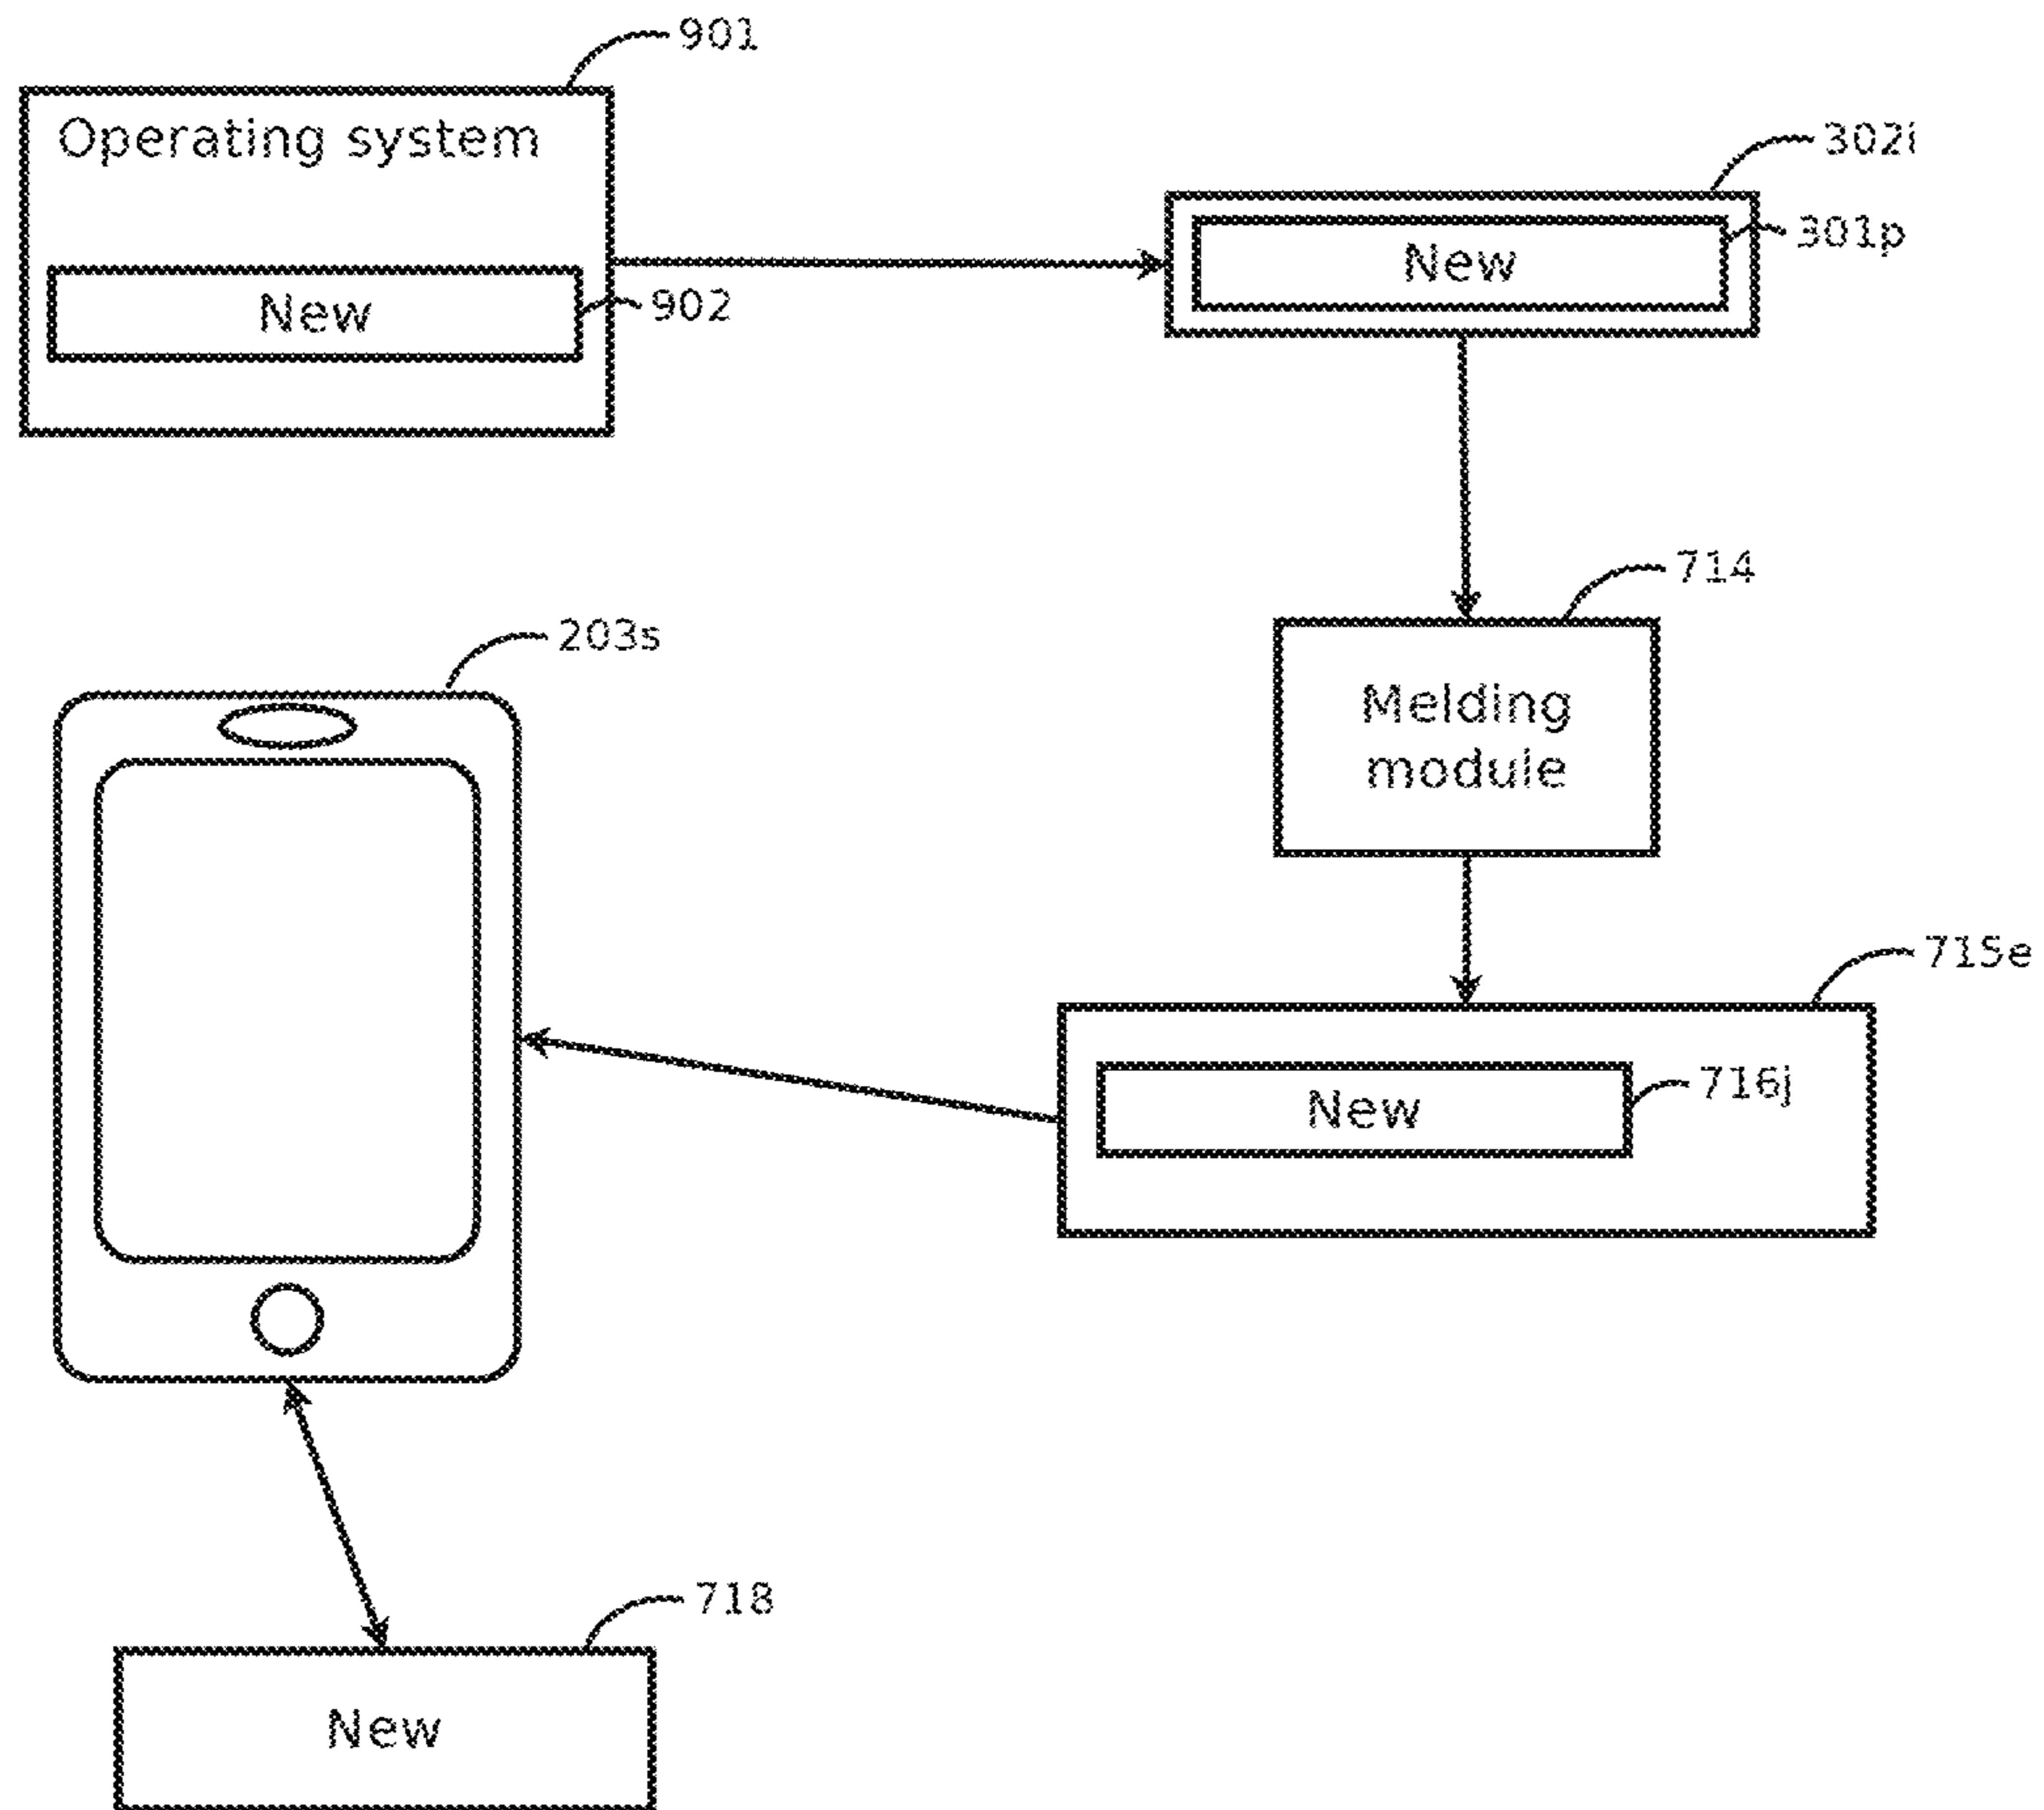 901
Operating system
302i
301p
New
New
902
714
203s
Melding
module
715e
716j
New
718
New